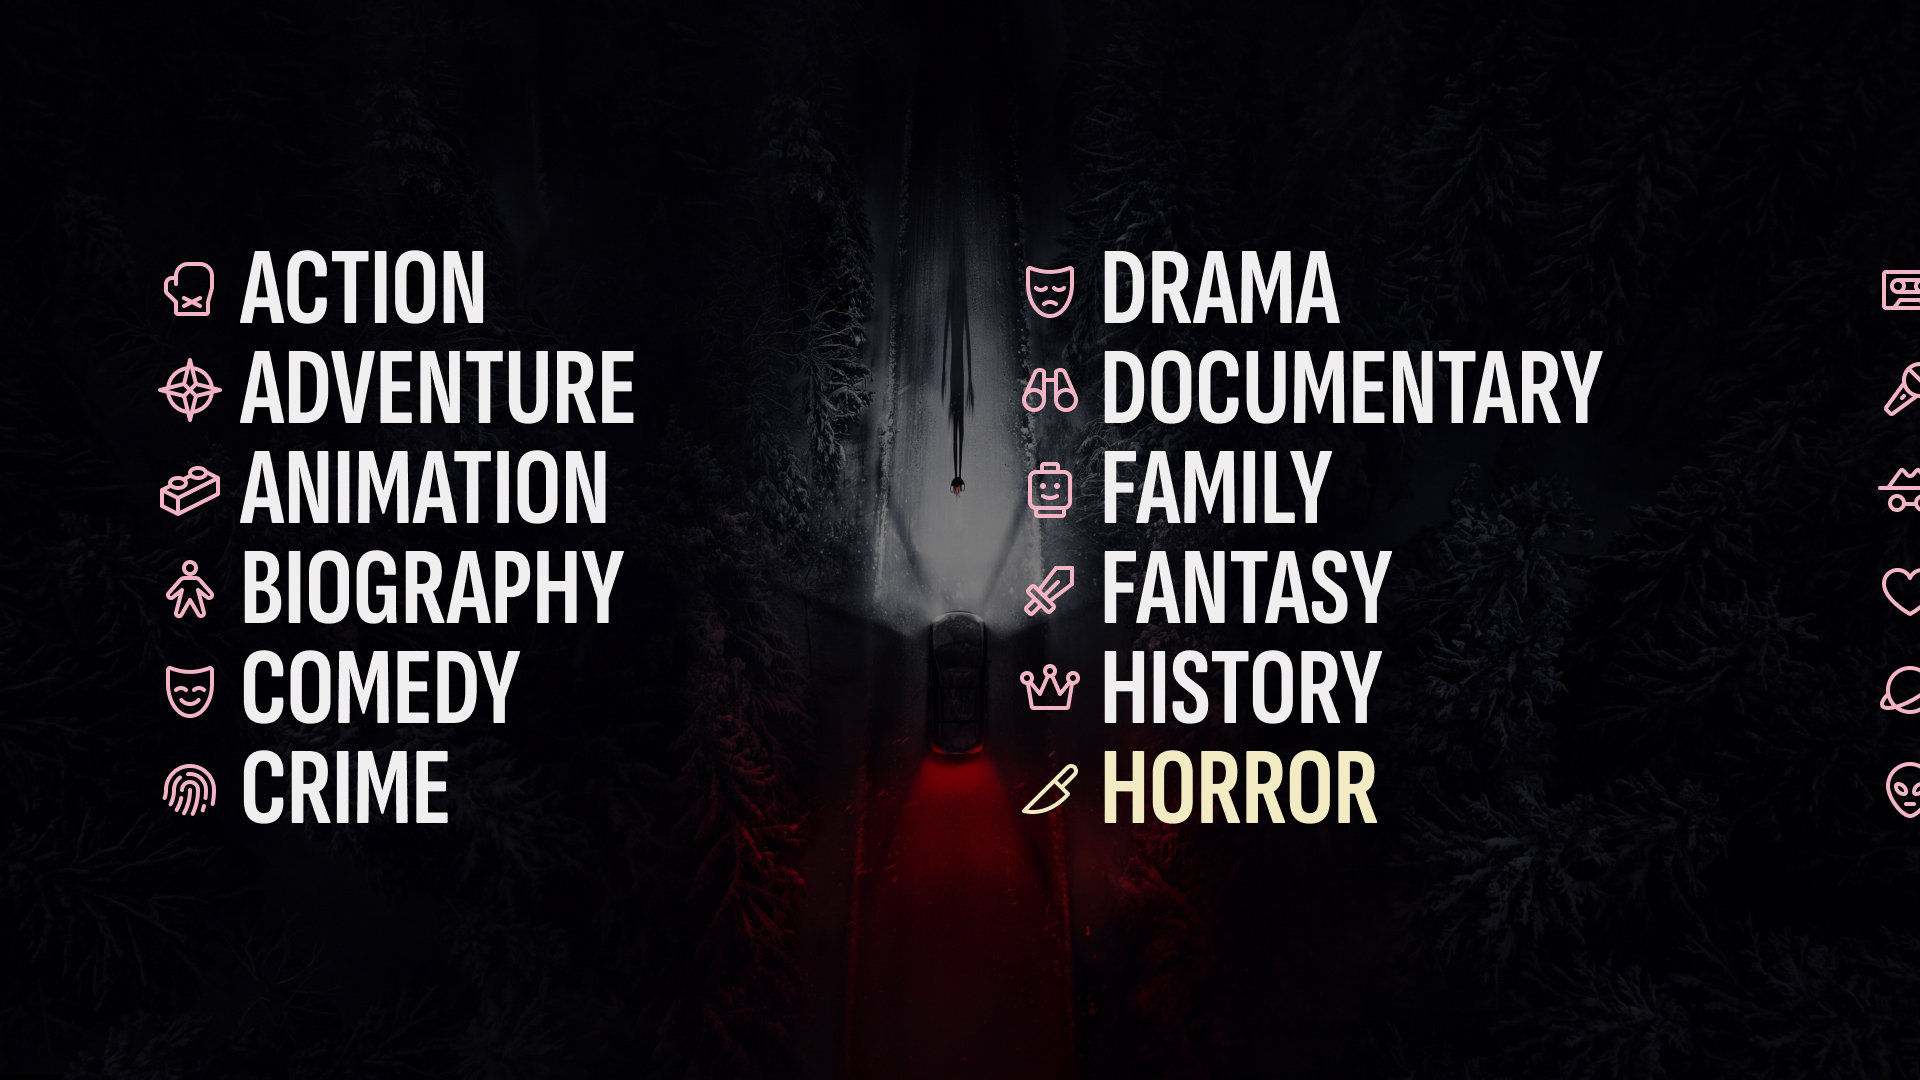 ACTION
ADVENTURE
ANIMATION
BIOGRAPHY
COMEDY
CRIME
DRAMA
DOCUMENTARY
FAMILY
FANTASY
HISTORY
HORROR